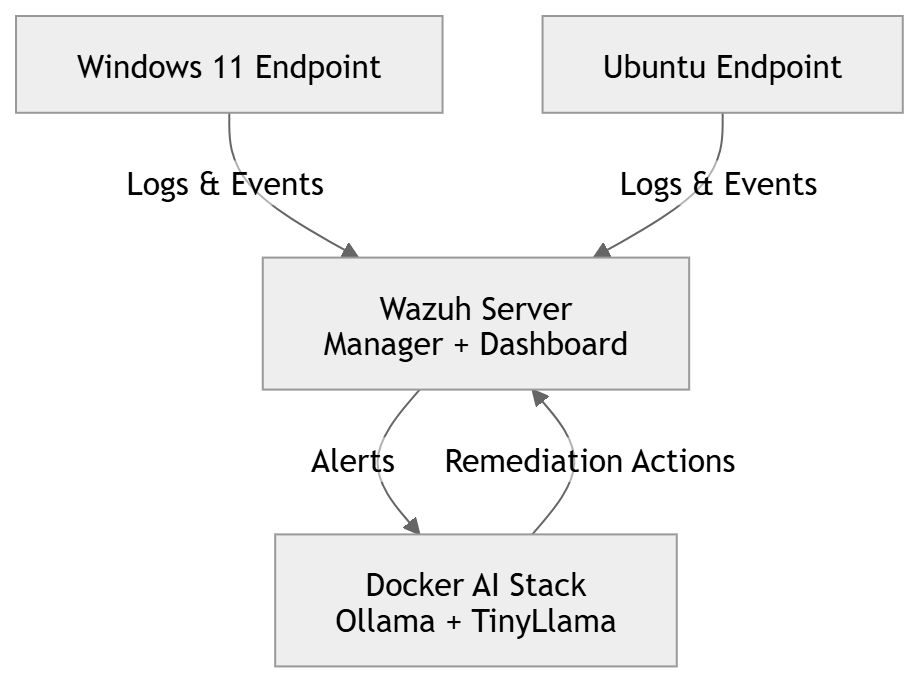 Windows 11 Endpoint
Ubuntu Endpoint
Logs & Events
Logs & Events
Wazuh Server
Manager + Dashboard
Alerts
Remediation Actions
Docker AI Stack
Ollama + TinyLlama